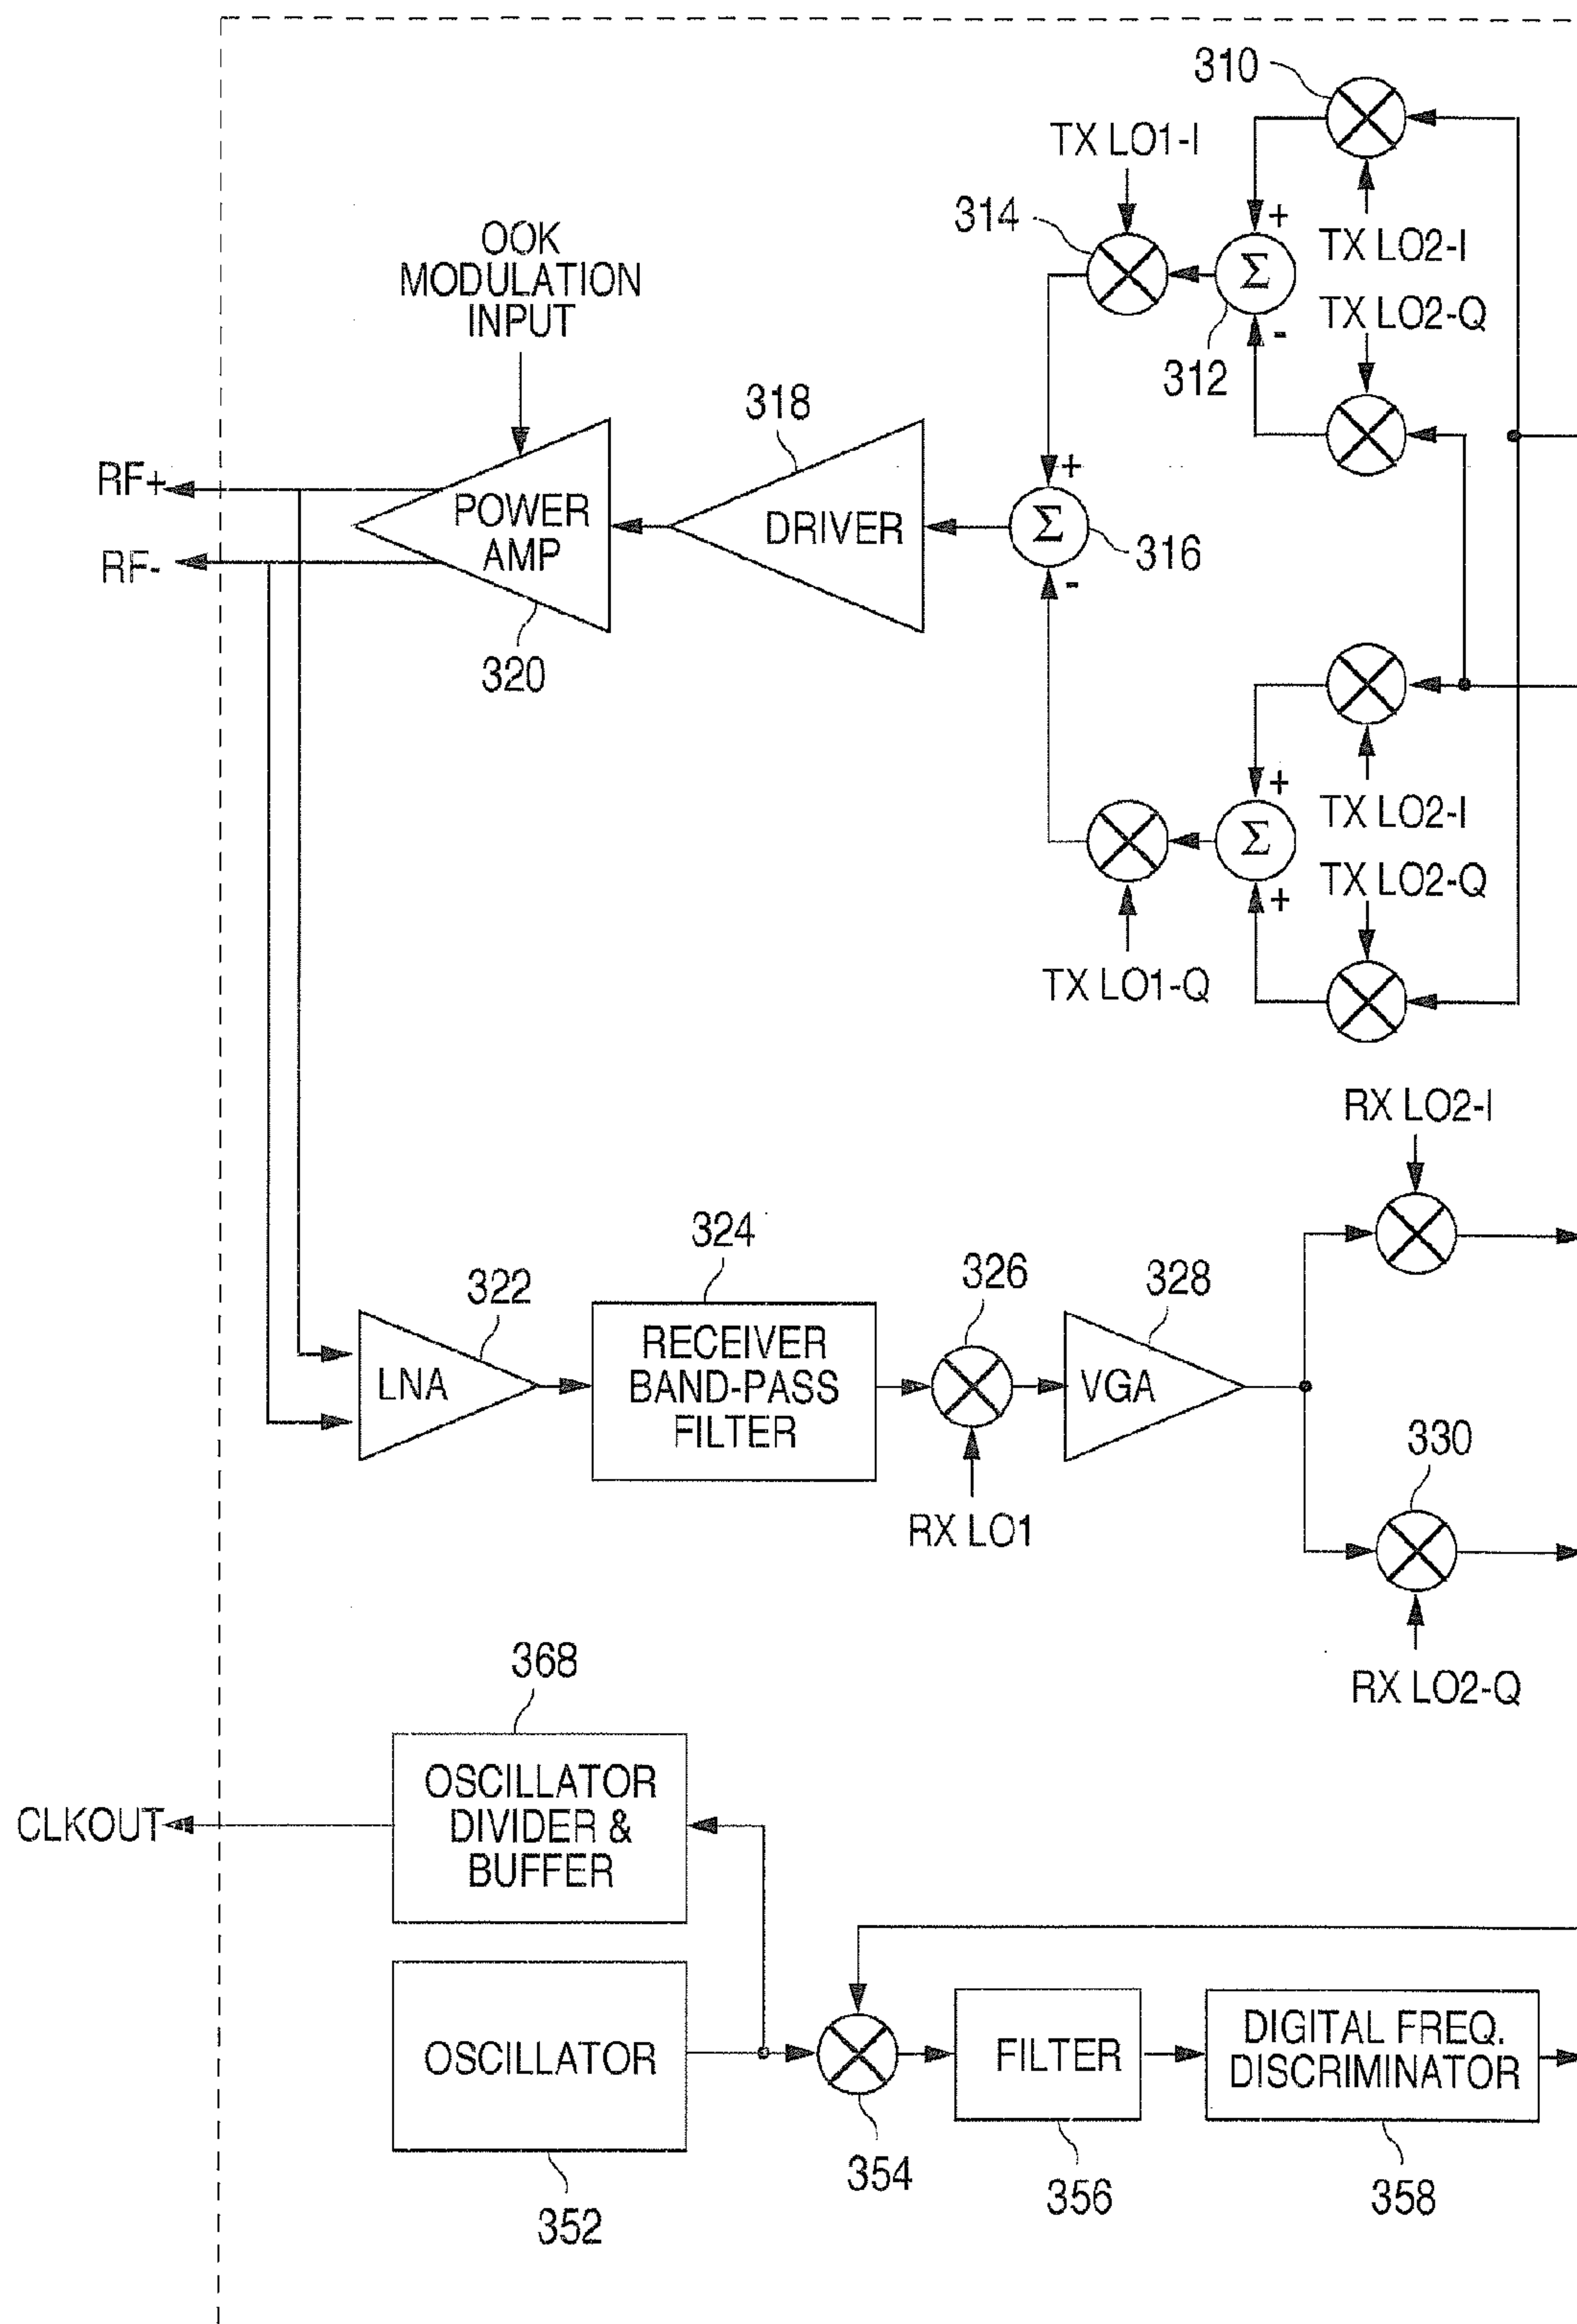 310
TX LO1-I
314
+
TX LO2-I
OOK
MODULATION
INPUT
Σ
TX LO2-Q
-
312
318
RF+
POWER
AMP
DRIVER
+
Σ
316
RF-
-
320
+
TX LO2-I
Σ
TX LO2-Q
+
TX LO1-Q
RX LO2-I
324
322
326
328
LNA
RECEIVER
BAND-PASS
FILTER
VGA
330
RX LO1
RX LO2-Q
368
OSCILLATOR
DIVIDER &
BUFFER
CLKOUT
OSCILLATOR
FILTER
DIGITAL FREQ.
DISCRIMINATOR
354
356
358
352